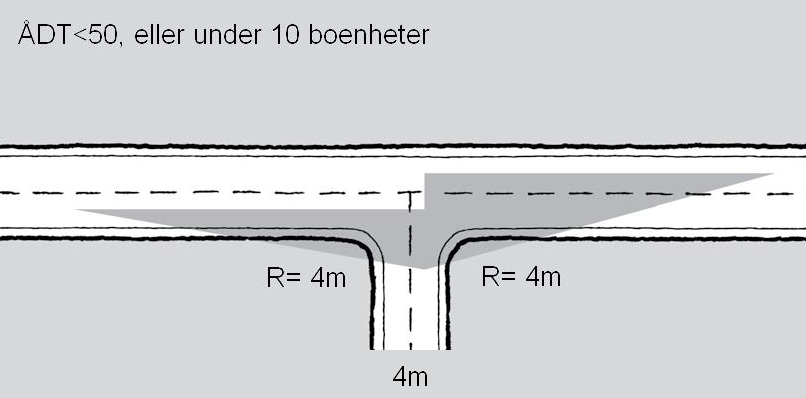 ÅDT<50, eller under 10 boenheter
R= 4m
R= 4m
4m